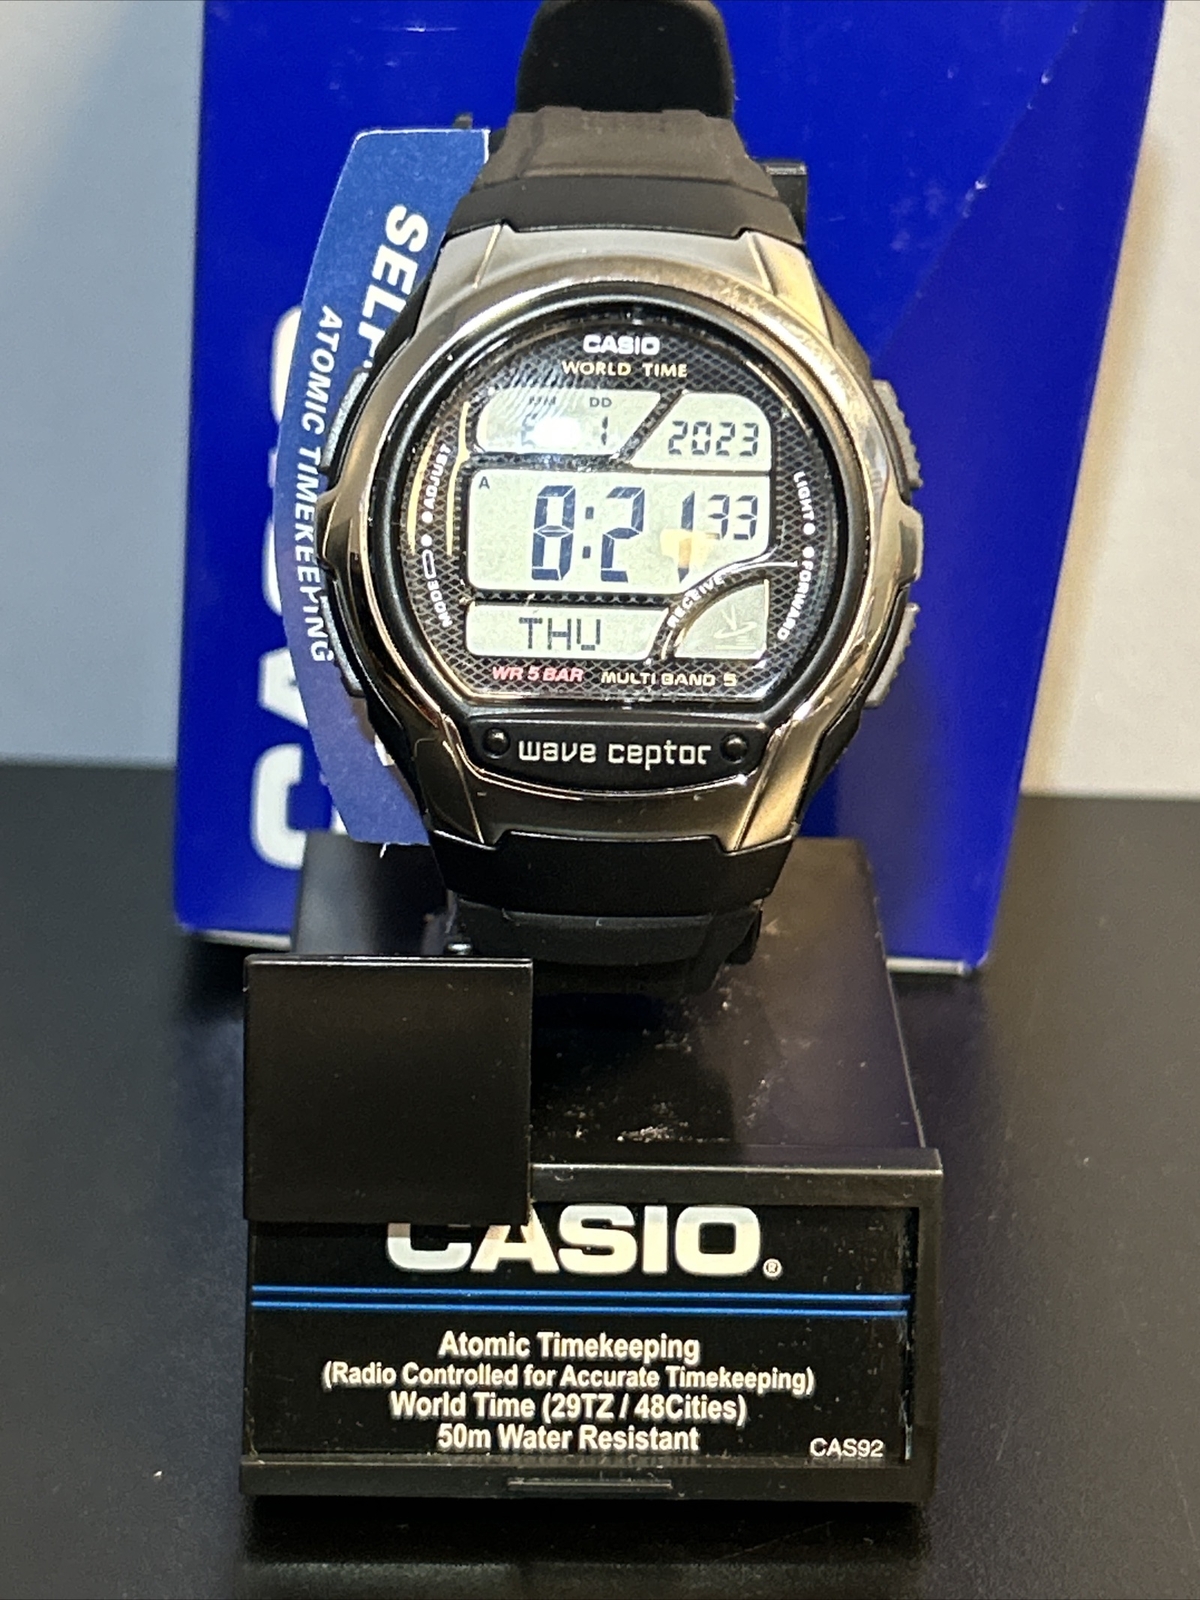 SELF
ATOMIC TIMEKEEPING
CASIO
WORLD TIME
DD
1
2023
ADJUST
LIGHT
A
8:21 33
MODE
FORWARD
RECEIVE
THU
WR 5 BAR
MULTI BAND 5
wave ceptor
CASIO®
Atomic Timekeeping
(Radio Controlled for Accurate Timekeeping)
World Time (29TZ / 48Cities)
50m Water Resistant
CAS92